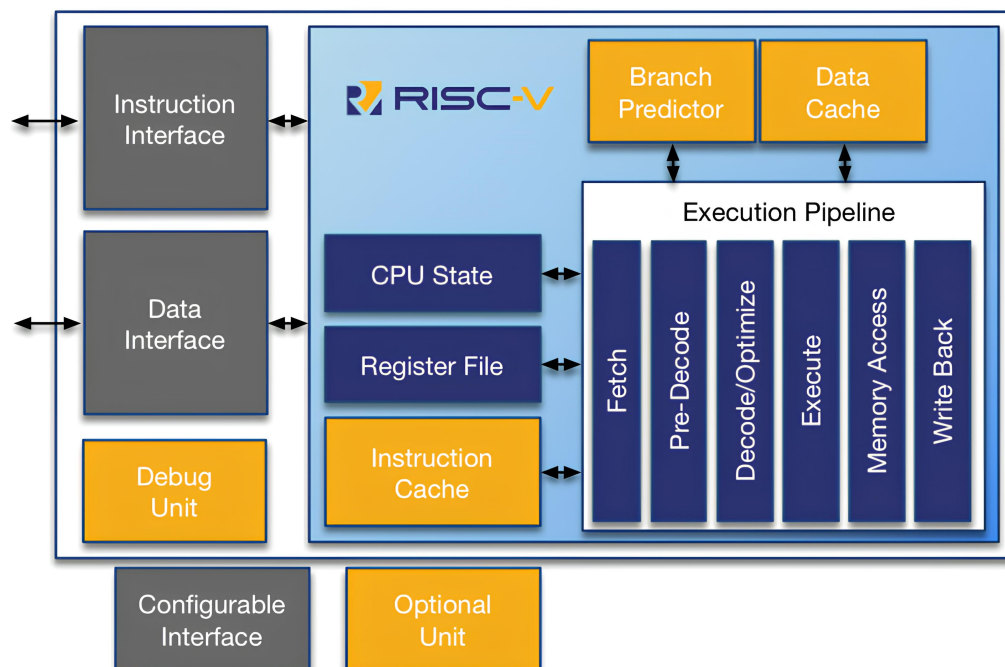 Instruction
Interface
RISC-V
Branch
Predictor
Data
Cache
Execution Pipeline
CPU State
Data
Interface
Register File
Fetch
Pre-Decode
Decode/Optimize
Execute
Memory Access
Write Back
Instruction
Cache
Debug
Unit
Configurable
Interface
Optional
Unit